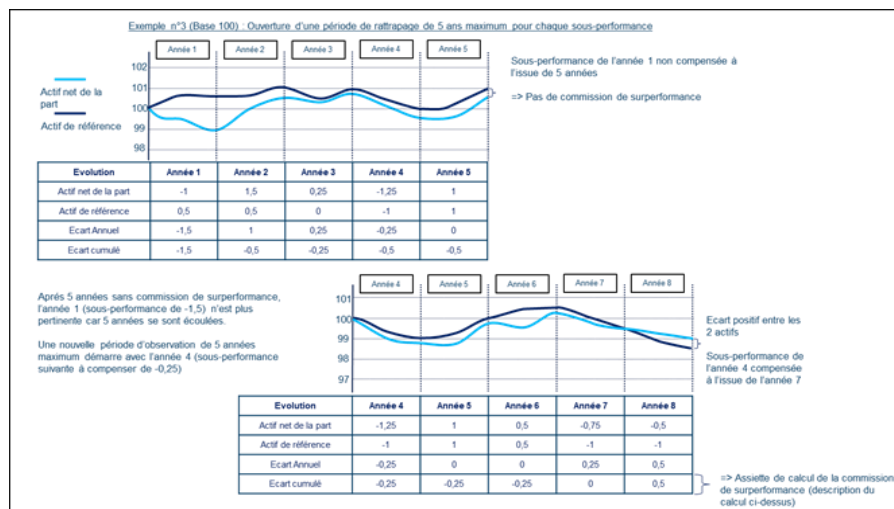 Exemple n°3 (Base 100) : Ouverture d'une période de rattrapage de 5 ans maximum pour chaque sous-performance
Année 1 Année 2 Année 3 Année 4 Année 5
102
101
100
99
98
Actif net de la
part
Actif de référence
Sous-performance de l'année 1 non compensée à
l'issue de 5 années
=> Pas de commission de surperformance
Evolution Année 1 Année 2 Année 3 Année 4 Année 5
Actif net de la part -1 1,5 0,25 -1,25 1
Actif de référence 0,5 0,5 0 -1 1
Ecart Annuel -1,5 1 0,25 -0,25 0
Ecart cumulé -1,5 -0,5 -0,25 -0,5 -0,5
Après 5 années sans commission de surperformance,
l'année 1 (sous-performance de -1,5) n'est plus
pertinente car 5 années se sont écoulées.
Une nouvelle période d'observation de 5 années
maximum démarre avec l'année 4 (sous-performance
suivante à compenser de -0,25)
Année 4 Année 5 Année 6 Année 7 Année 8
101
100
99
98
97
Ecart positif entre les
2 actifs
Sous-performance de
l'année 4 compensée
à l'issue de l'année 7
Evolution Année 4 Année 5 Année 6 Année 7 Année 8
Actif net de la part -1,25 1 0,5 -0,75 -0,5
Actif de référence -1 1 0,5 -1 -1
Ecart Annuel -0,25 0 0 0,25 0,5
Ecart cumulé -0,25 -0,25 -0,25 0 0,5
=> Assiette de calcul de la commission
de surperformance (description du
calcul ci-dessus)